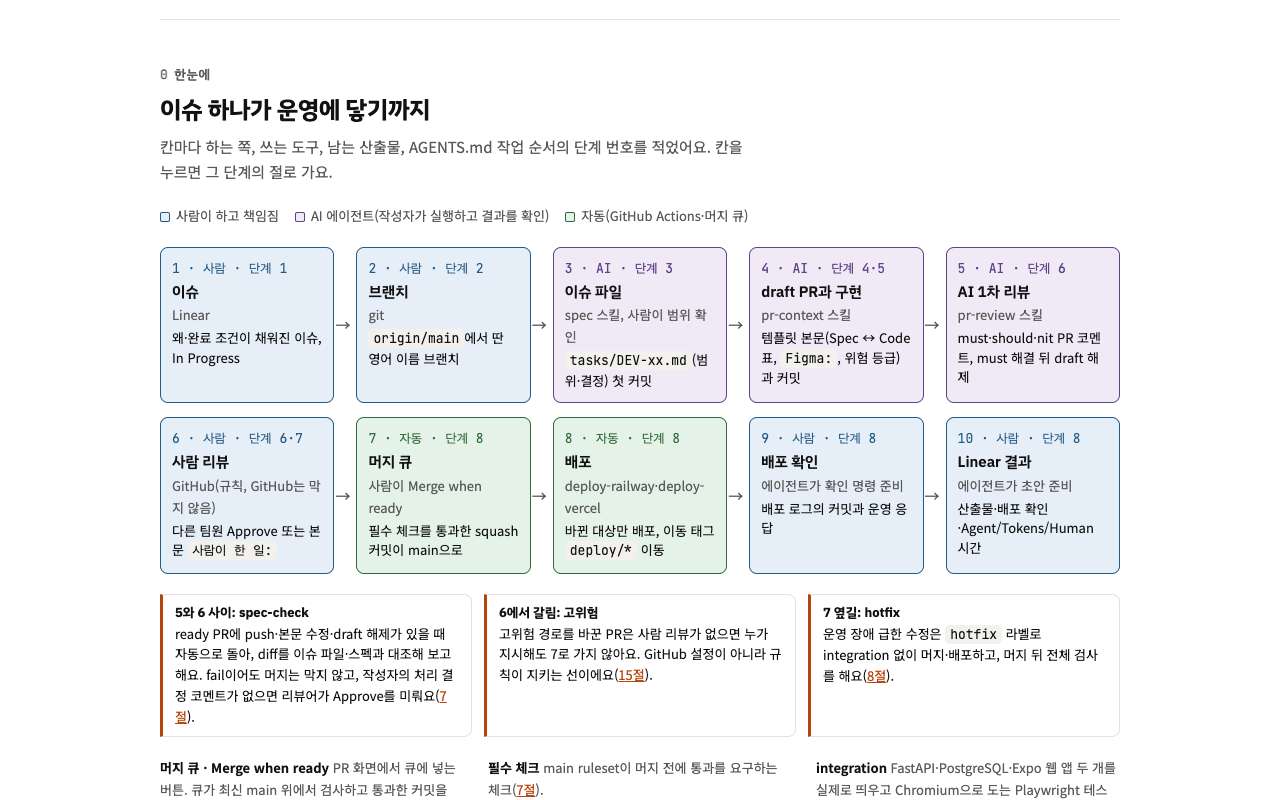 0 한눈에
이슈 하나가 운영에 닿기까지
칸마다 하는 쪽, 쓰는 도구, 남는 산출물, AGENTS.md 작업 순서의 단계 번호를 적었어요. 칸을
누르면 그 단계의 절로 가요.
사람이 하고 책임짐 AI 에이전트(작성자가 실행하고 결과를 확인) 자동(GitHub Actions·머지 큐)
1 · 사람 · 단계 1
이슈
Linear
왜·완료 조건이 채워진 이슈,
In Progress
→
2 · 사람 · 단계 2
브랜치
git
origin/main 에서 딴
영어 이름 브랜치
→
3 · AI · 단계 3
이슈 파일
spec 스킬, 사람이 범위 확
인
tasks/DEV-xx.md (범
위·결정) 첫 커밋
→
4 · AI · 단계 4·5
draft PR과 구현
pr-context 스킬
템플릿 본문(Spec ↔ Code
표, Figma: , 위험 등급)
과 커밋
→
5 · AI · 단계 6
AI 1차 리뷰
pr-review 스킬
must·should·nit PR 코멘
트, must 해결 뒤 draft 해
제
6 · 사람 · 단계 6·7
사람 리뷰
GitHub(규칙, GitHub는 막
지 않음)
다른 팀원 Approve 또는 본
문 사람이 한 일:
→
7 · 자동 · 단계 8
머지 큐
사람이 Merge when
ready
필수 체크를 통과한 squash
커밋이 main으로
→
8 · 자동 · 단계 8
배포
deploy-railway·deploy-
vercel
바뀐 대상만 배포, 이동 태그
deploy/* 이동
→
9 · 사람 · 단계 8
배포 확인
에이전트가 확인 명령 준비
배포 로그의 커밋과 운영 응
답
→
10 · 사람 · 단계 8
Linear 결과
에이전트가 초안 준비
산출물·배포 확인
·Agent/Tokens/Human
시간
5와 6 사이: spec-check
ready PR에 push·본문 수정·draft 해제가 있을 때
자동으로 돌아, diff를 이슈 파일·스펙과 대조해 보고
해요. fail이어도 머지는 막지 않고, 작성자의 처리 결
정 코멘트가 없으면 리뷰어가 Approve를 미뤄요(7
절).
6에서 갈림: 고위험
고위험 경로를 바꾼 PR은 사람 리뷰가 없으면 누가
지시해도 7로 가지 않아요. GitHub 설정이 아니라 규
칙이 지키는 선이에요(15절).
7 옆길: hotfix
운영 장애 급한 수정은 hotfix 라벨로
integration 없이 머지·배포하고, 머지 뒤 전체 검사
를 해요(8절).
머지 큐 · Merge when ready PR 화면에서 큐에 넣는
버튼. 큐가 최신 main 위에서 검사하고 통과한 커밋을
필수 체크 main ruleset이 머지 전에 통과를 요구하는
체크(7절).
integration FastAPI·PostgreSQL·Expo 웹 앱 두 개를
실제로 띄우고 Chromium으로 도는 Playwright 테스